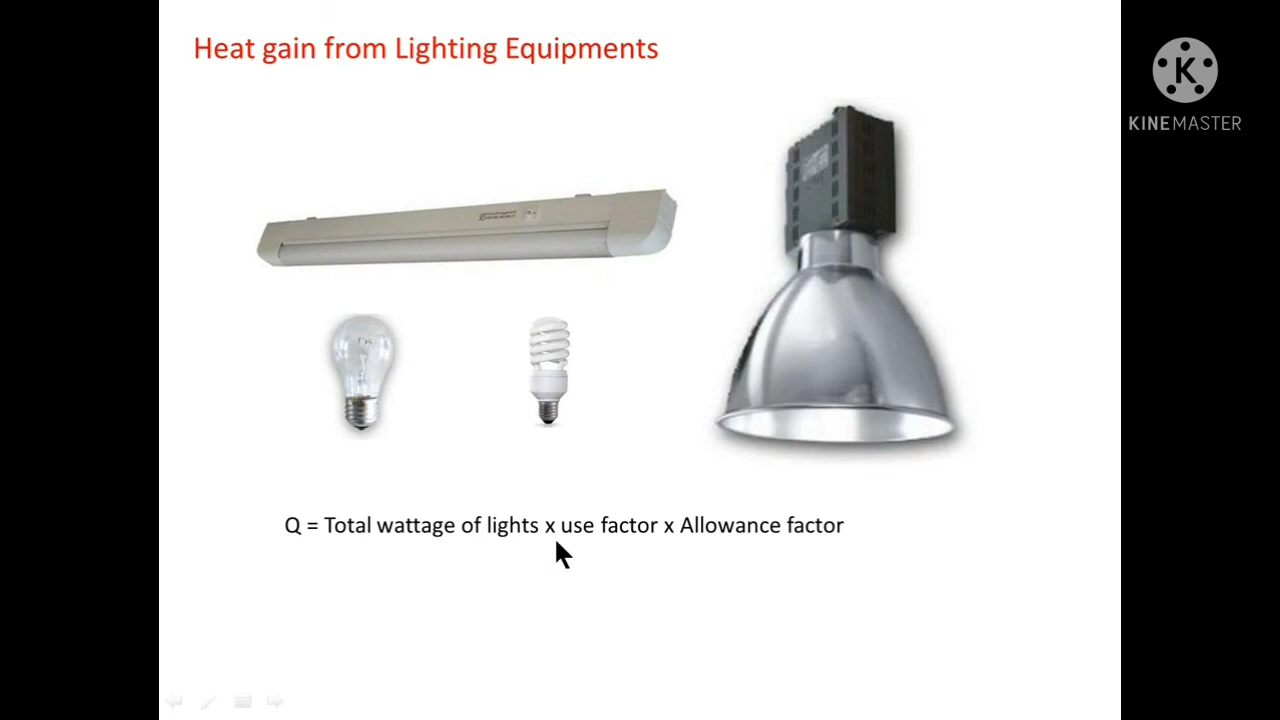 Heat gain from Lighting Equipments
K
KINEMASTER
Q = Total wattage of lights x use factor x Allowance factor